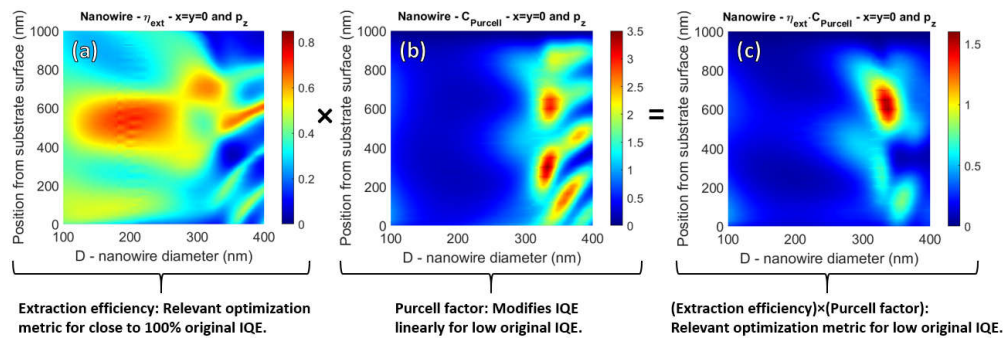 Nanowire - η_ext - x=y=0 and p_z
Nanowire - C_Purcell - x=y=0 and p_z
Nanowire - η_ext·C_Purcell - x=y=0 and p_z
(a)
Position from substrate surface (nm)
1000
800
600
400
200
0
100
200
300
400
D - nanowire diameter (nm)
0.8
0.6
0.4
0.2
0
×
(b)
Position from substrate surface (nm)
1000
800
600
400
200
0
100
200
300
400
D - nanowire diameter (nm)
3.5
3
2.5
2
1.5
1
0.5
0
=
(c)
Position from substrate surface (nm)
1000
800
600
400
200
0
100
200
300
400
D - nanowire diameter (nm)
1.5
1
0.5
0
Extraction efficiency: Relevant optimization
metric for close to 100% original IQE.
Purcell factor: Modifies IQE
linearly for low original IQE.
(Extraction efficiency)×(Purcell factor):
Relevant optimization metric for low original IQE.